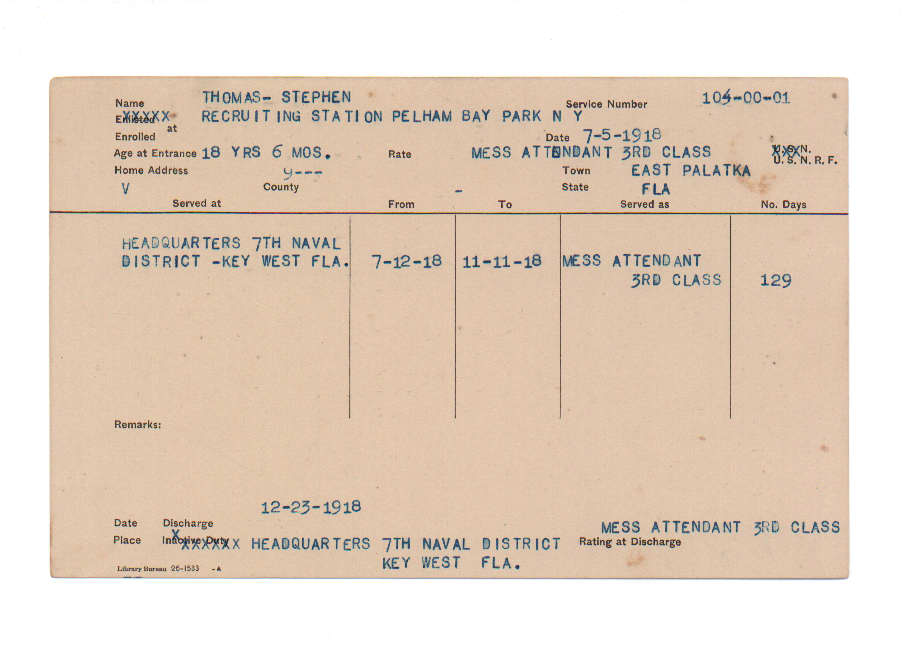 Name THOMAS- STEPHEN Service Number 104-00-01
Enlisted XXXXX at RECRUITING STATION PELHAM BAY PARK N Y
Enrolled Date 7-5-1918
Age at Entrance 18 YRS 6 MOS. Rate MESS ATTENDANT 3RD CLASS U.S.N. XXX
U.S.N.R.F.
Home Address 9--- Town EAST PALATKA
V County - State FLA
Served at From To Served as No. Days
HEADQUARTERS 7TH NAVAL
DISTRICT -KEY WEST FLA. 7-12-18 11-11-18 MESS ATTENDANT
3RD CLASS 129
Remarks:
12-23-1918
Date Discharge MESS ATTENDANT 3RD CLASS
Place Inactive Duty XXXXXXX HEADQUARTERS 7TH NAVAL DISTRICT Rating at Discharge
KEY WEST FLA.
Library Bureau 26-1533 -A